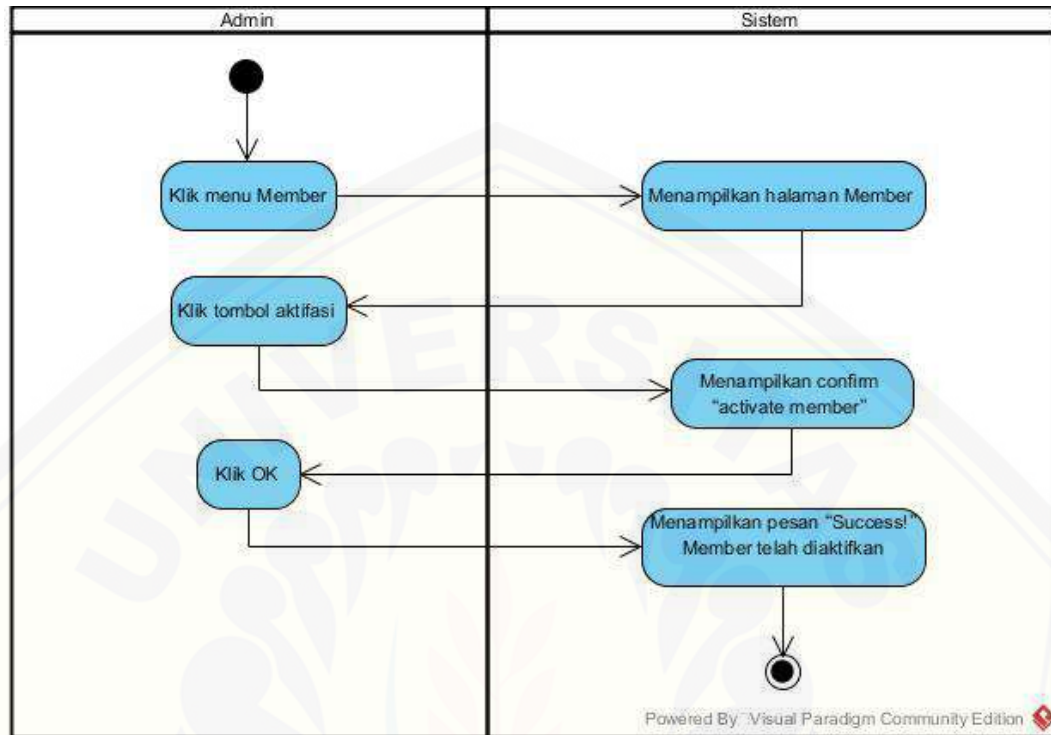 Admin
Sistem
Klik menu Member
Menampilkan halaman Member
Klik tombol aktifasi
Menampilkan confirm
"activate member"
Klik OK
Menampilkan pesan "Success!"
Member telah diaktifkan
UNIVERSITAS
Powered By Visual Paradigm Community Edition